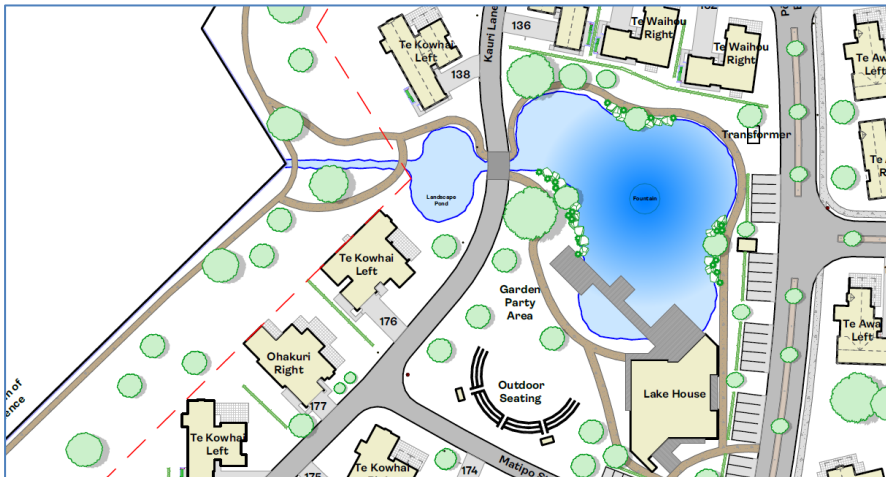 136
Kauri Lane
Te Kowhai
Left
138
Te Waihou
Right
Te Waihou
Right
Te Awa
Left
Transformer
Landscape
Pond
Fountain
Te Kowhai
Left
176
Garden
Party
Area
Te Awa
Left
Ohakuri
Right
177
Outdoor
Seating
Lake House
Te Kowhai
Left
175
Te Kowhai
174
Matipo S